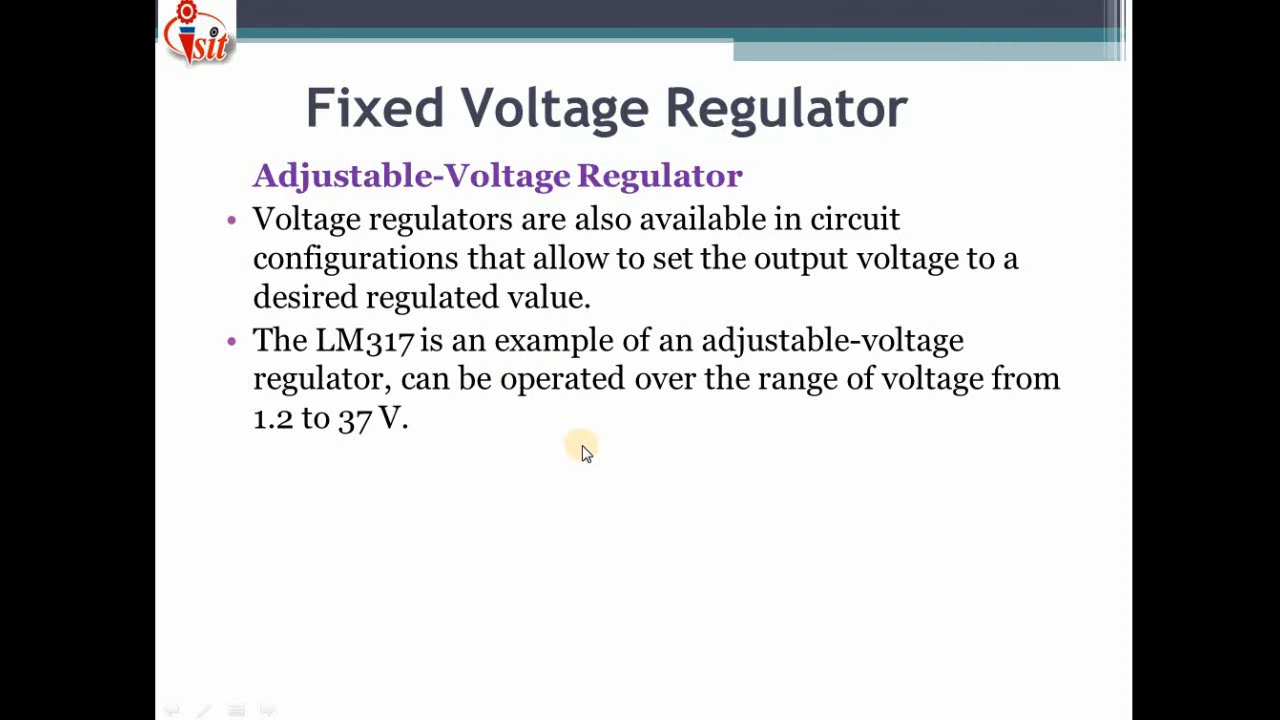 isit
Fixed Voltage Regulator
Adjustable-Voltage Regulator
• Voltage regulators are also available in circuit
configurations that allow to set the output voltage to a
desired regulated value.
• The LM317 is an example of an adjustable-voltage
regulator, can be operated over the range of voltage from
1.2 to 37 V.